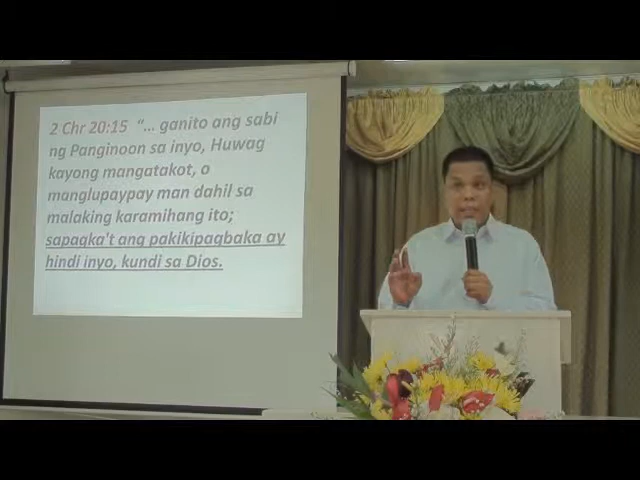 2 Chr 20:15 “... ganito ang sabi
ng Panginoon sa inyo, Huwag
kayong mangatakot, o
manglupaypay man dahil sa
malaking karamihang ito;
sapagka't ang pakikipagbaka ay
hindi inyo, kundi sa Dios.